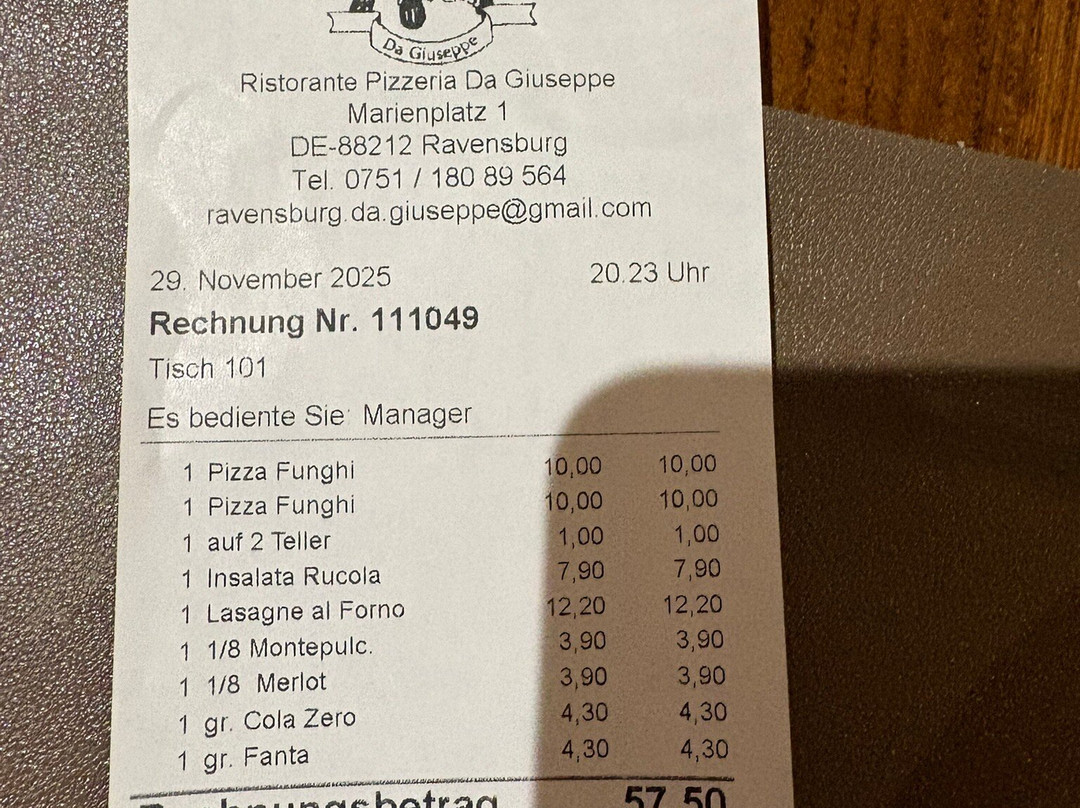 Da Giuseppe
Ristorante Pizzeria Da Giuseppe
Marienplatz 1
DE-88212 Ravensburg
Tel. 0751 / 180 89 564
ravensburg.da.giuseppe@gmail.com
29. November 2025 20.23 Uhr
Rechnung Nr. 111049
Tisch 101
Es bediente Sie: Manager
1 Pizza Funghi 10,00 10,00
1 Pizza Funghi 10,00 10,00
1 auf 2 Teller 1,00 1,00
1 Insalata Rucola 7,90 7,90
1 Lasagne al Forno 12,20 12,20
1 1/8 Montepulc. 3,90 3,90
1 1/8 Merlot 3,90 3,90
1 gr. Cola Zero 4,30 4,30
1 gr. Fanta 4,30 4,30
Rechnungsbetrag 57,50